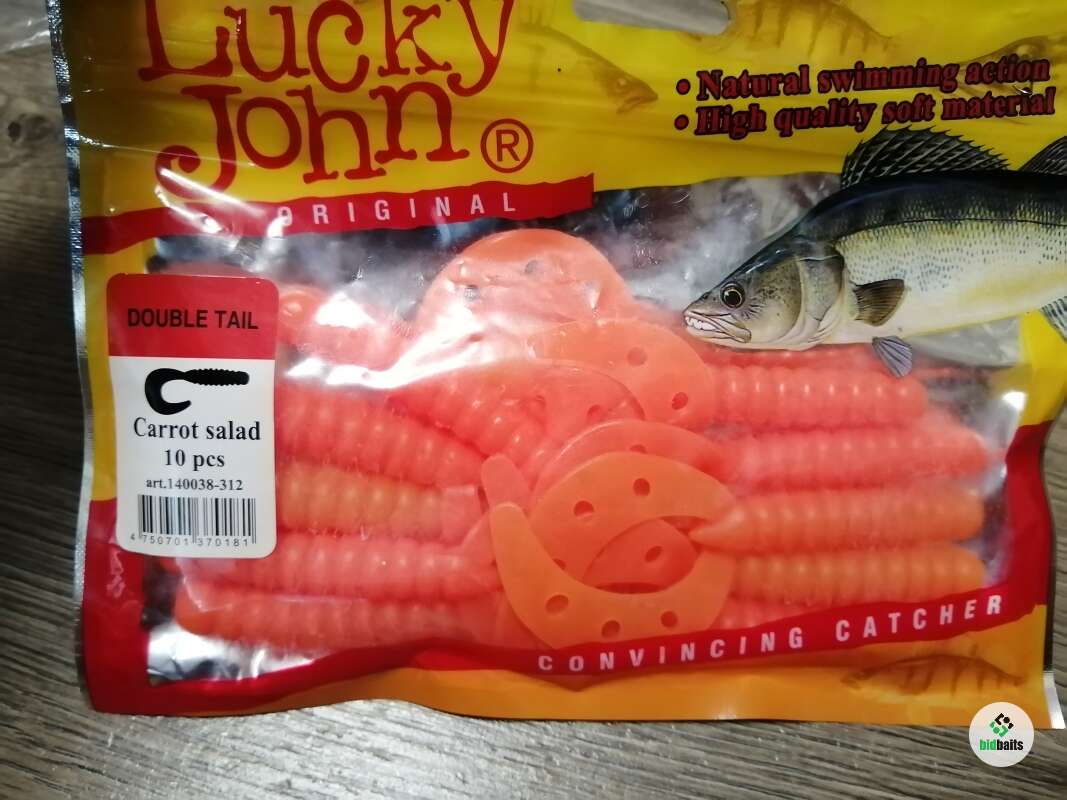 Lucky
John®
ORIGINAL
• Natural swimming action
• High quality soft material
DOUBLE TAIL
Carrot salad
10 pcs
art.140038-312
4 750701 370181
CONVINCING CATCHER
bidbaits